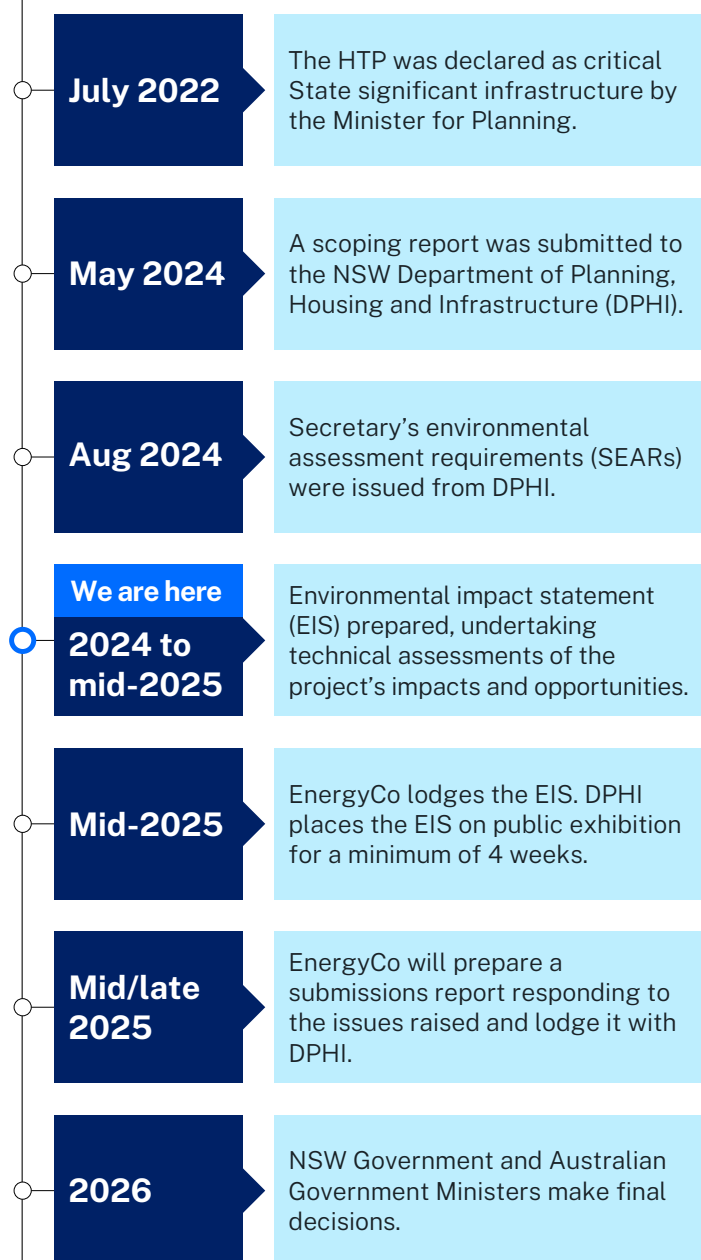 July 2022
The HTP was declared as critical
State significant infrastructure by
the Minister for Planning.
May 2024
A scoping report was submitted to
the NSW Department of Planning,
Housing and Infrastructure (DPHI).
Aug 2024
Secretary’s environmental
assessment requirements (SEARs)
were issued from DPHI.
We are here
2024 to
mid-2025
Environmental impact statement
(EIS) prepared, undertaking
technical assessments of the
project’s impacts and opportunities.
Mid-2025
EnergyCo lodges the EIS. DPHI
places the EIS on public exhibition
for a minimum of 4 weeks.
Mid/late
2025
EnergyCo will prepare a
submissions report responding to
the issues raised and lodge it with
DPHI.
2026
NSW Government and Australian
Government Ministers make final
decisions.